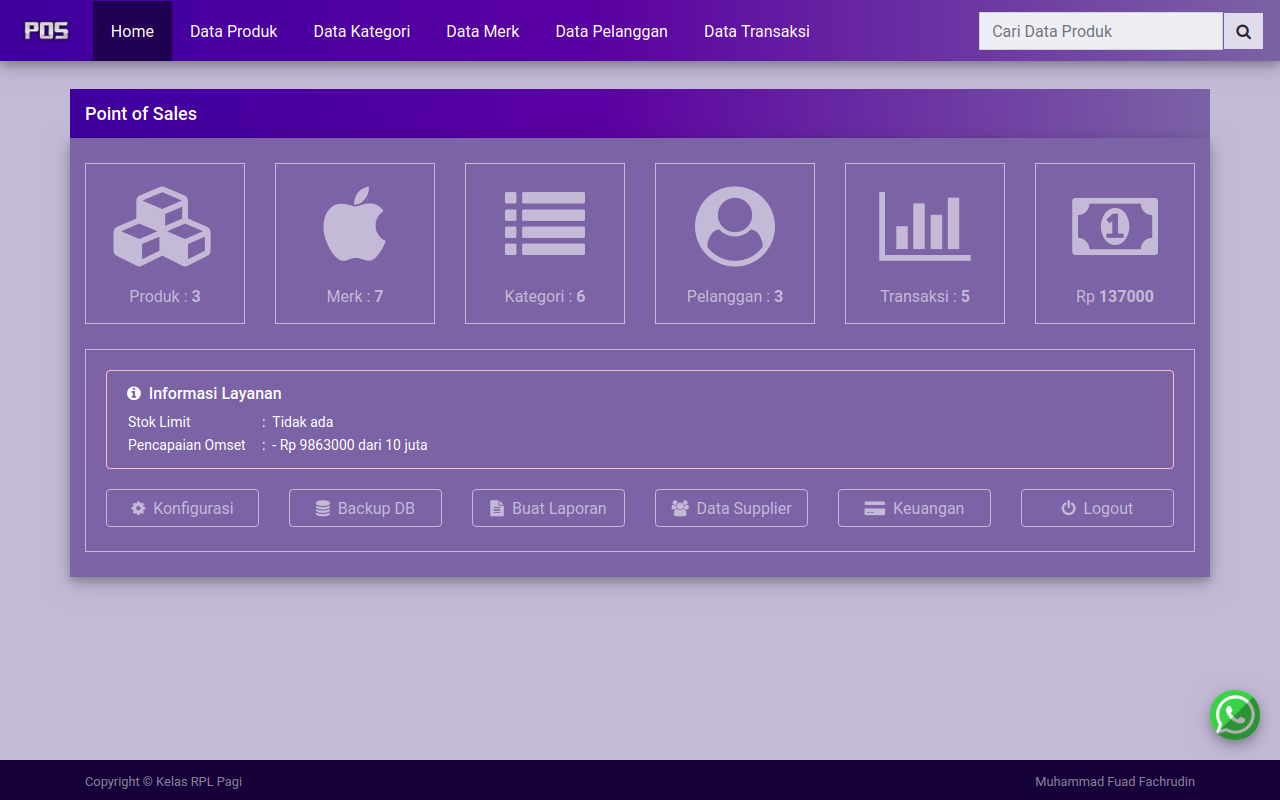 POS Home Data Produk Data Kategori Data Merk Data Pelanggan Data Transaksi Cari Data Produk
Point of Sales
Produk : 3 Merk : 7 Kategori : 6 Pelanggan : 3 Transaksi : 5 Rp 137000
1
Informasi Layanan
Stok Limit : Tidak ada
Pencapaian Omset : - Rp 9863000 dari 10 juta
Konfigurasi Backup DB Buat Laporan Data Supplier Keuangan Logout
Copyright © Kelas RPL Pagi Muhammad Fuad Fachrudin